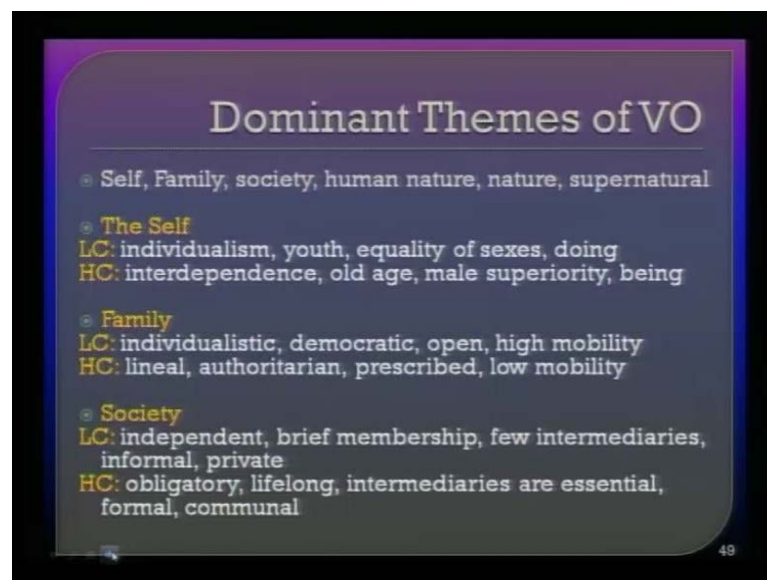 Dominant Themes of VO
Self, Family, society, human nature, nature, supernatural
The Self
LC: individualism, youth, equality of sexes, doing
HC: interdependence, old age, male superiority, being
Family
LC: individualistic, democratic, open, high mobility
HC: lineal, authoritarian, prescribed, low mobility
Society
LC: independent, brief membership, few intermediaries,
informal, private
HC: obligatory, lifelong, intermediaries are essential,
formal, communal
49